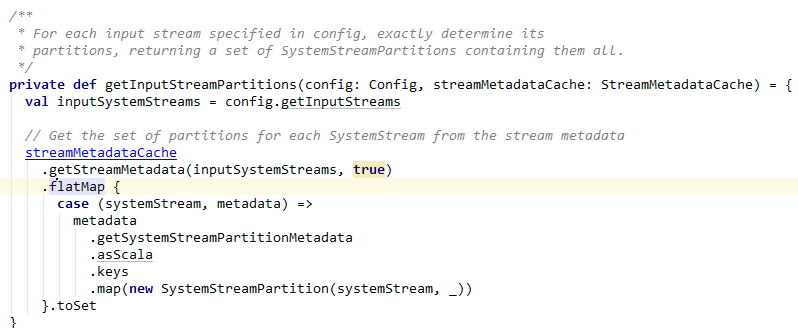 /**
 * For each input stream specified in config, exactly determine its
 * partitions, returning a set of SystemStreamPartitions containing them all.
 */
private def getInputStreamPartitions(config: Config, streamMetadataCache: StreamMetadataCache) = {
  val inputSystemStreams = config.getInputStreams

  // Get the set of partitions for each SystemStream from the stream metadata
  streamMetadataCache
    .getStreamMetadata(inputSystemStreams, true)
    .flatMap {
      case (systemStream, metadata) =>
        metadata
          .getSystemStreamPartitionMetadata
          .asScala
          .keys
          .map(new SystemStreamPartition(systemStream, _))
    }.toSet
}